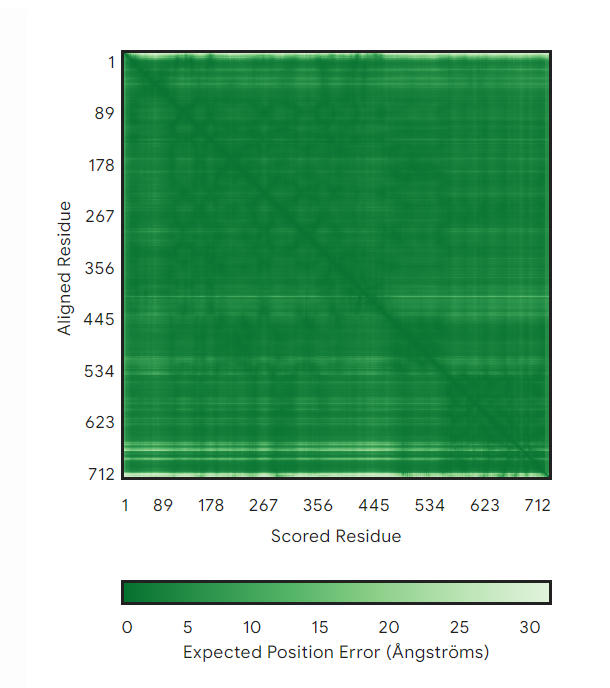 1
89
178
267
356
445
534
623
712
Aligned Residue
1 89 178 267 356 445 534 623 712
Scored Residue
0 5 10 15 20 25 30
Expected Position Error (Ångströms)